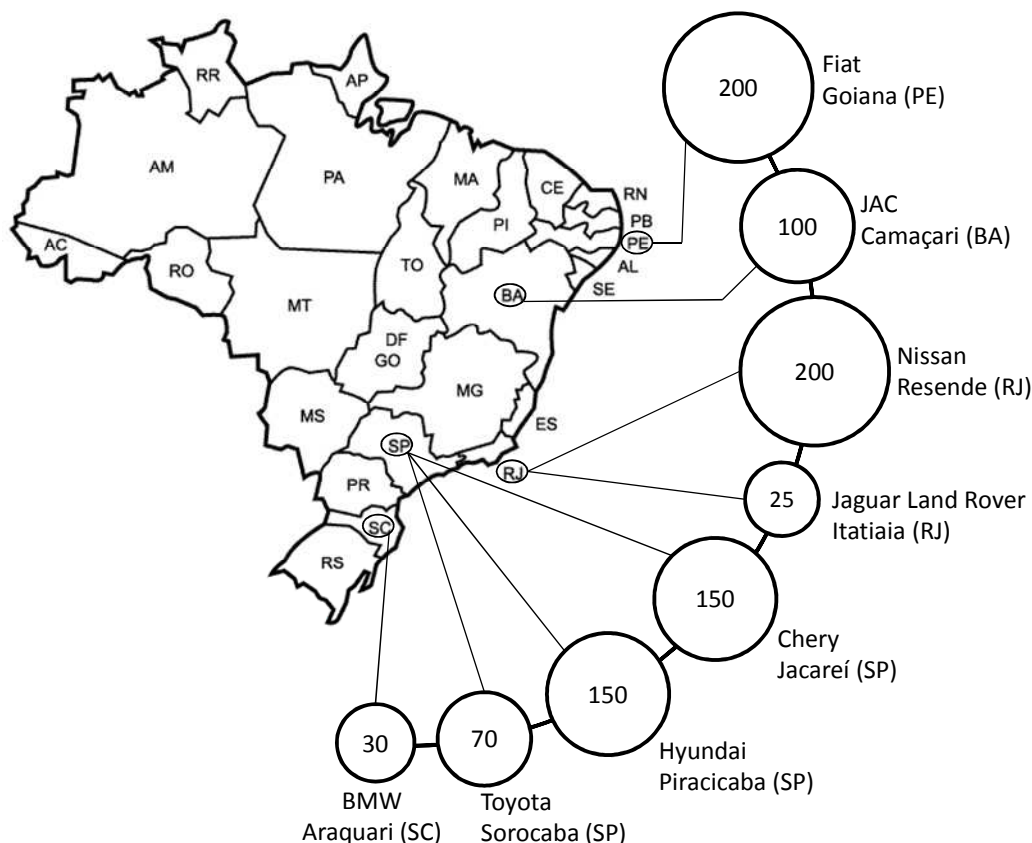 RR
AP
AM
PA
MA
CE
RN
PI
PB
PE
AL
SE
AC
RO
TO
BA
MT
DF
GO
MG
MS
ES
SP
RJ
PR
SC
RS
200
Fiat
Goiana (PE)
100
JAC
Camaçari (BA)
200
Nissan
Resende (RJ)
25
Jaguar Land Rover
Itatiaia (RJ)
150
Chery
Jacareí (SP)
150
Hyundai
Piracicaba (SP)
70
Toyota
Sorocaba (SP)
30
BMW
Araquari (SC)